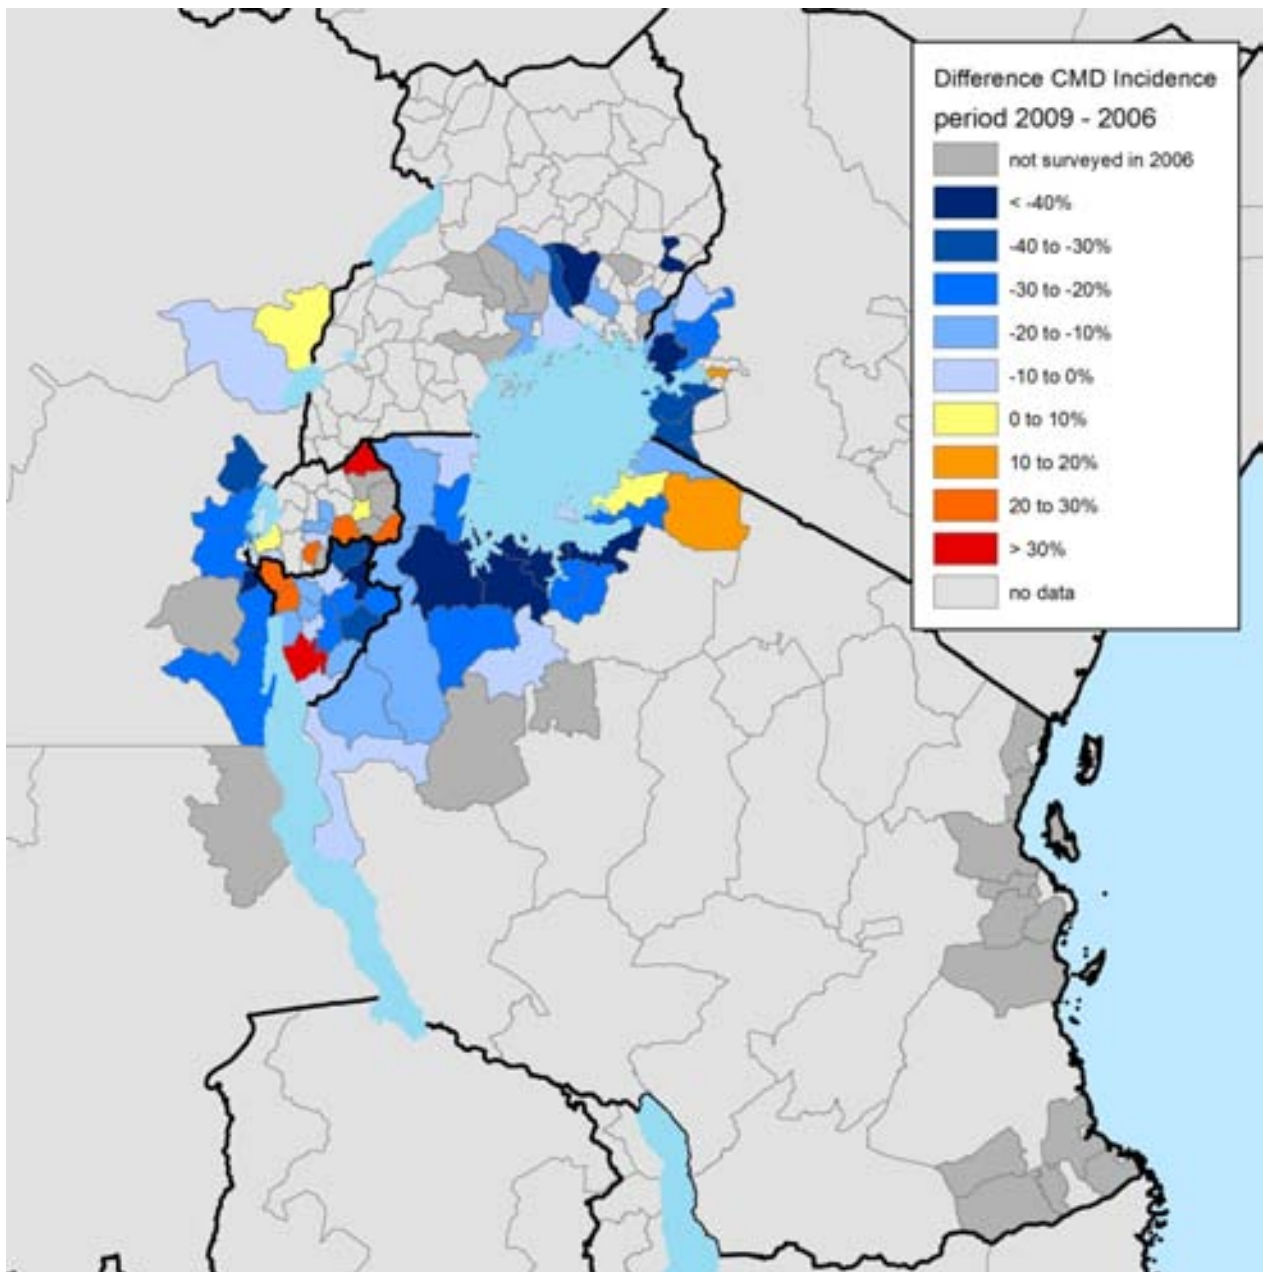 Difference CMD Incidence
period 2009 - 2006
not surveyed in 2006
< -40%
-40 to -30%
-30 to -20%
-20 to -10%
-10 to 0%
0 to 10%
10 to 20%
20 to 30%
> 30%
no data